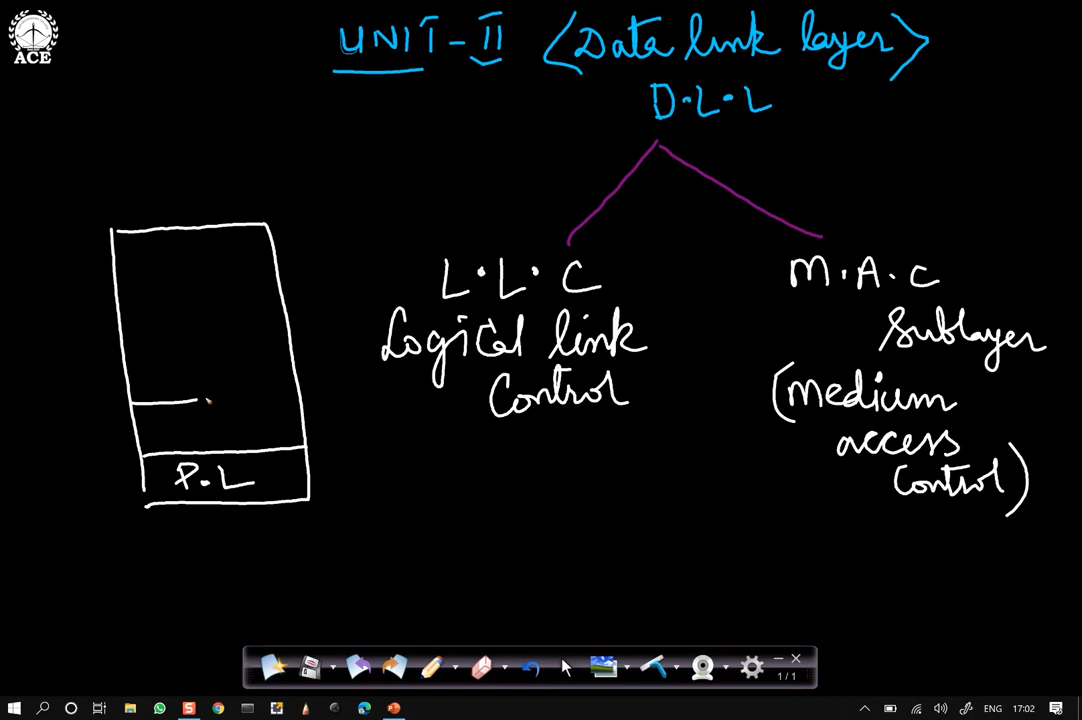 ACE
UNIT-II (Data link layer)
D.L.L
L.L.C
Logical link
Control
M.A.C
Sublayer
(Medium
access
Control)
P.L
1/1
ENG
17:02